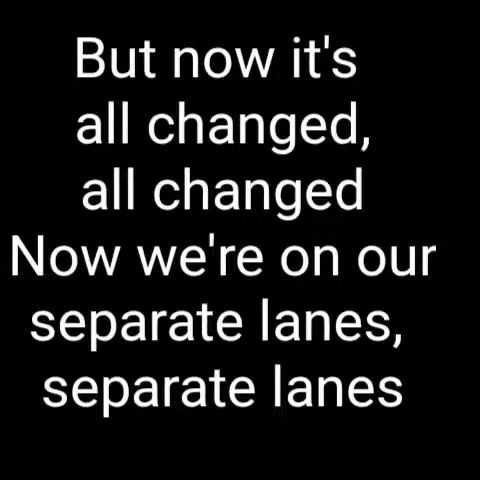 But now it's
all changed,
all changed
Now we're on our
separate lanes,
separate lanes